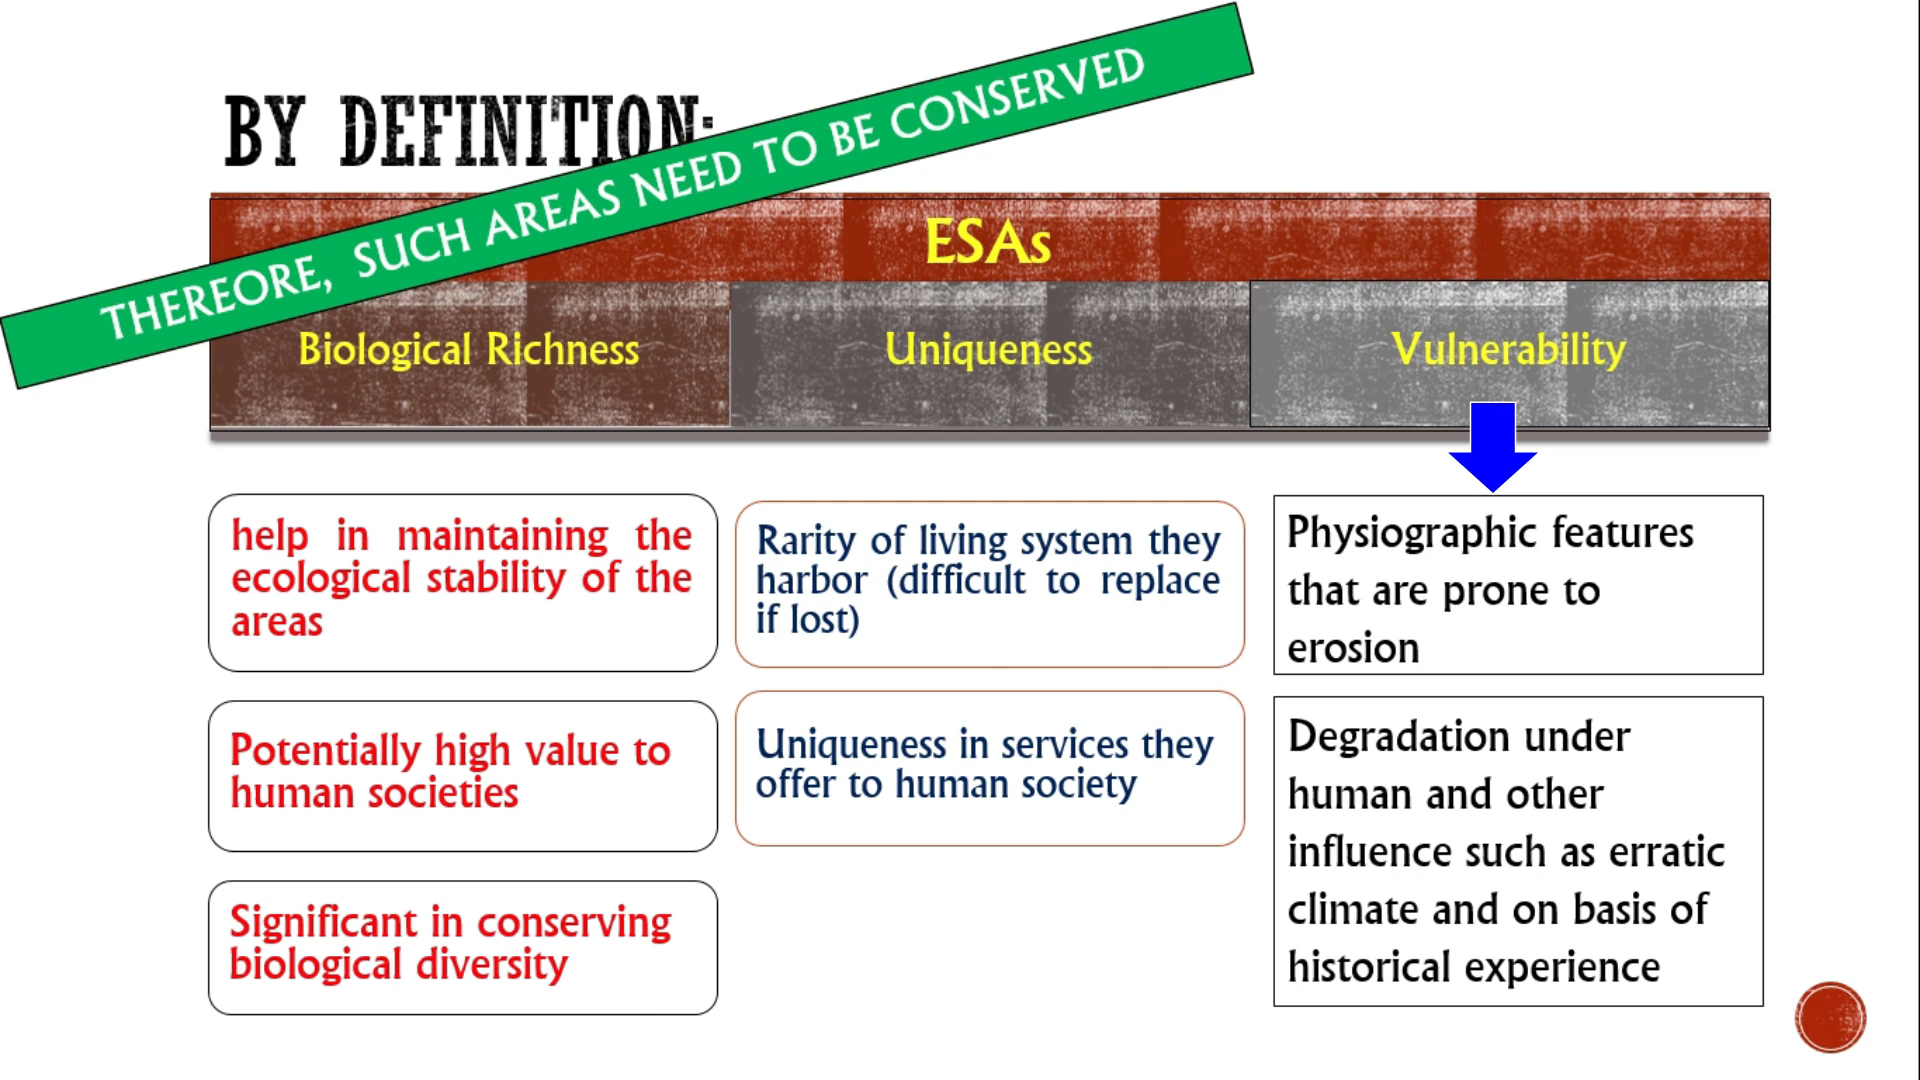 BY DEFINITION:
THEREORE, SUCH AREAS NEED TO BE CONSERVED
ESAs
Biological Richness
Uniqueness
Vulnerability
help in maintaining the
ecological stability of the
areas
Potentially high value to
human societies
Significant in conserving
biological diversity
Rarity of living system they
harbor (difficult to replace
if lost)
Uniqueness in services they
offer to human society
Physiographic features
that are prone to
erosion
Degradation under
human and other
influence such as erratic
climate and on basis of
historical experience